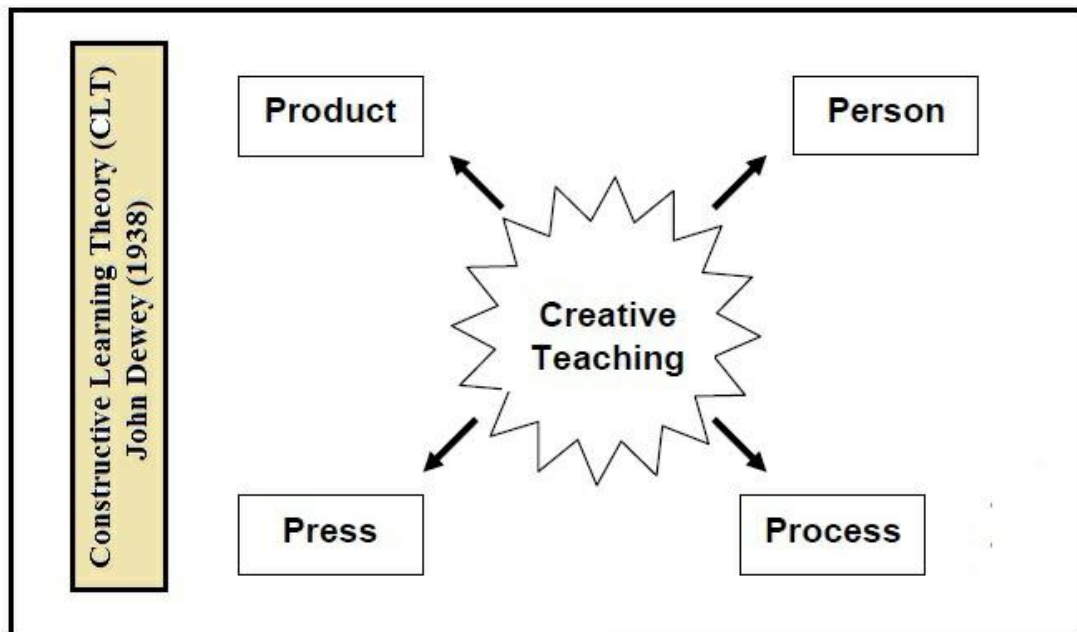 Constructive Learning Theory (CLT)
John Dewey (1938)
Product
Person
Creative
Teaching
Press
Process